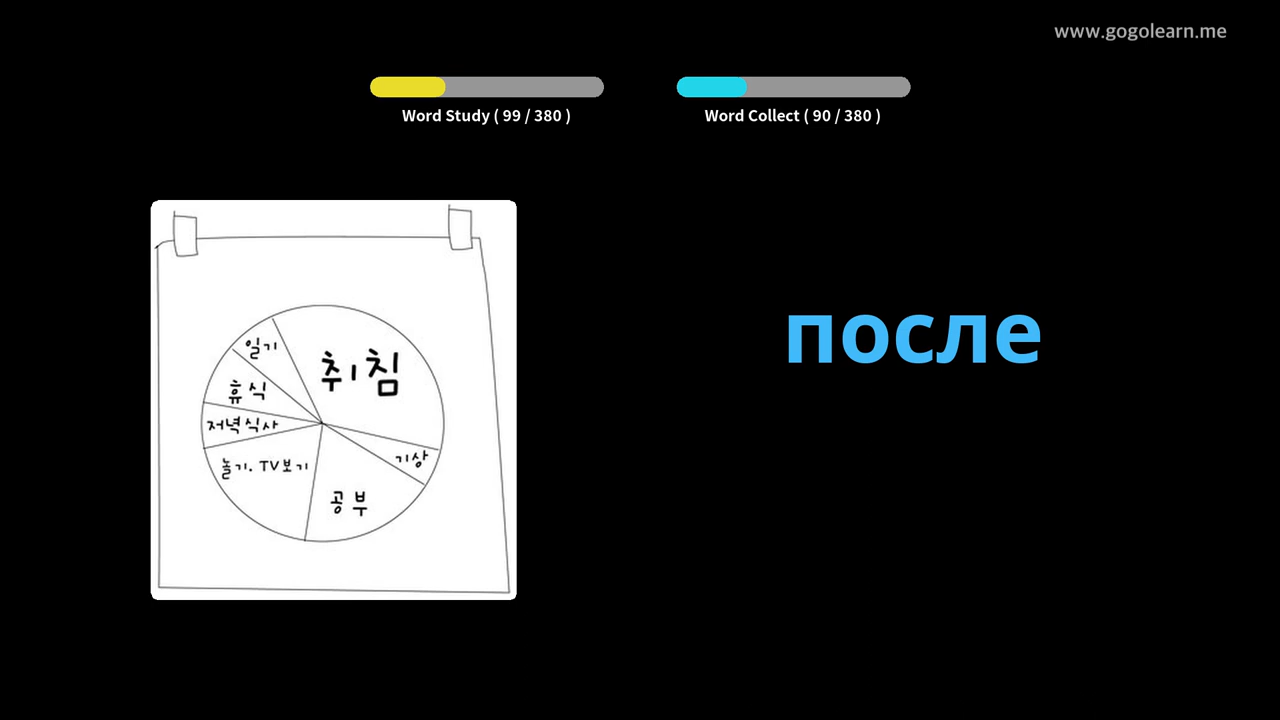 www.gogolearn.me
Word Study ( 99 / 380 )
Word Collect ( 90 / 380 )
일기
취침
휴식
저녁식사
놀기. TV보기
기상
공부
после